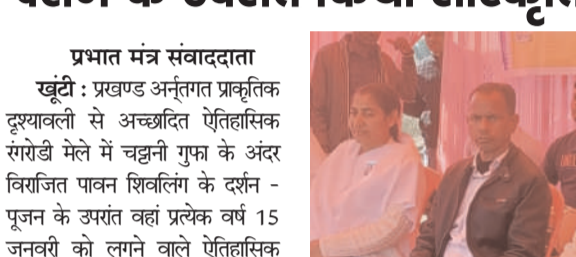 प्रभात मंत्र संवाददाता
खूंटी : प्रखण्ड अर्न्तगत प्राकृतिक
दृश्यावली से अच्छादित ऐतिहासिक
रंगरोडी मेले में चट्टानी गुफा के अंदर
विराजित पावन शिवलिंग के दर्शन -
पूजन के उपरांत वहां प्रत्येक वर्ष 15
जनवरी को लगने वाले ऐतिहासिक